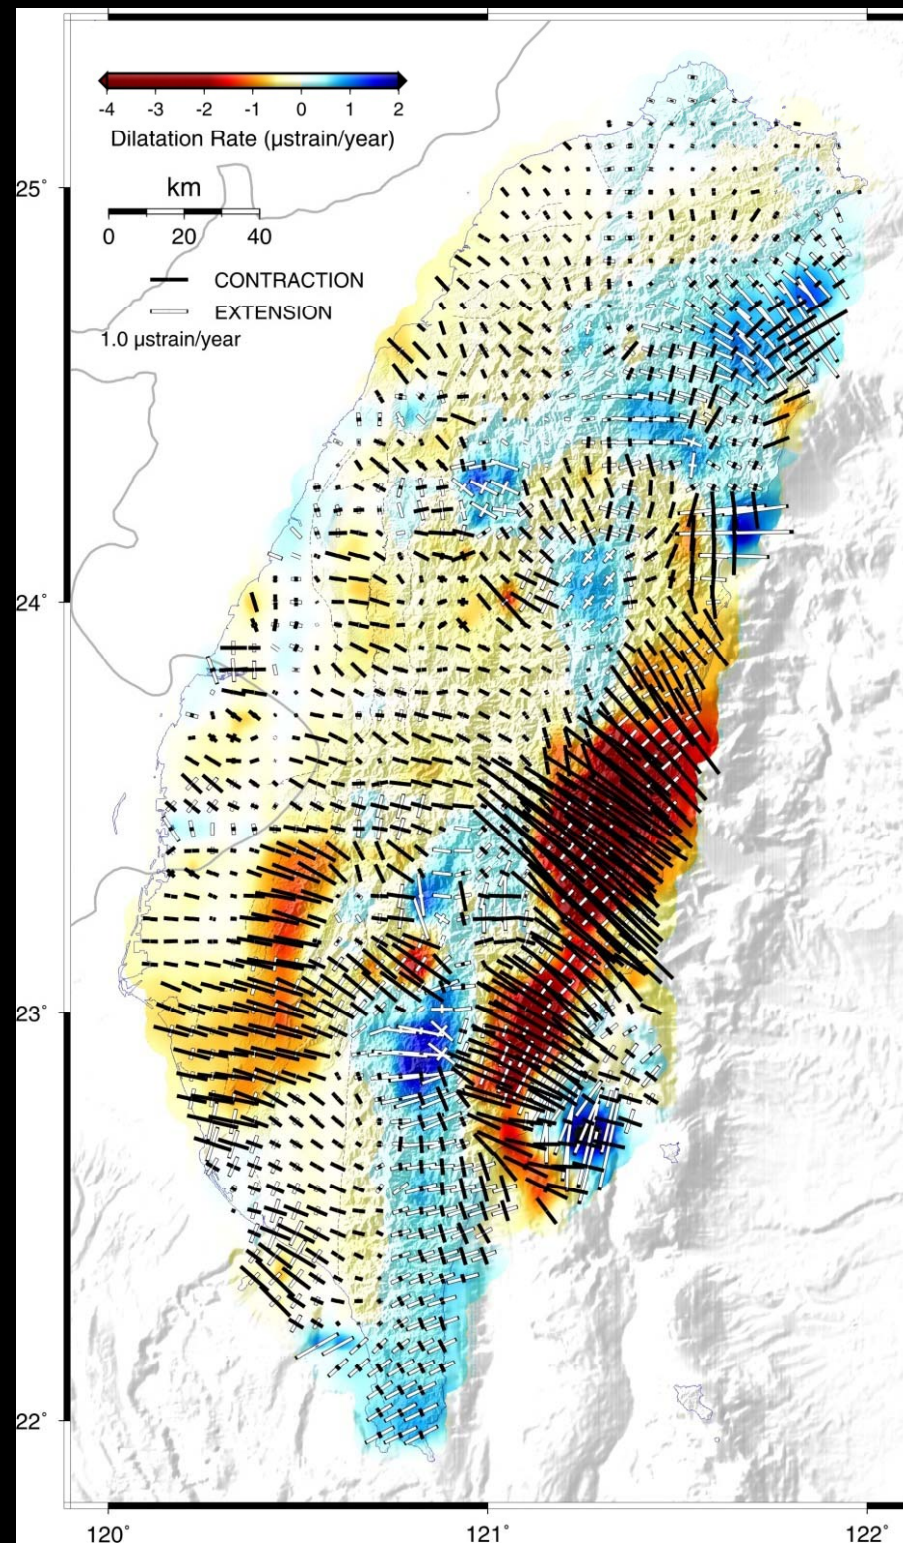 -4 -3 -2 -1 0 1 2
Dilatation Rate (μstrain/year)
25°
km
0 20 40
CONTRACTION
EXTENSION
1.0 μstrain/year
24°
23°
22°
120° 121° 122°